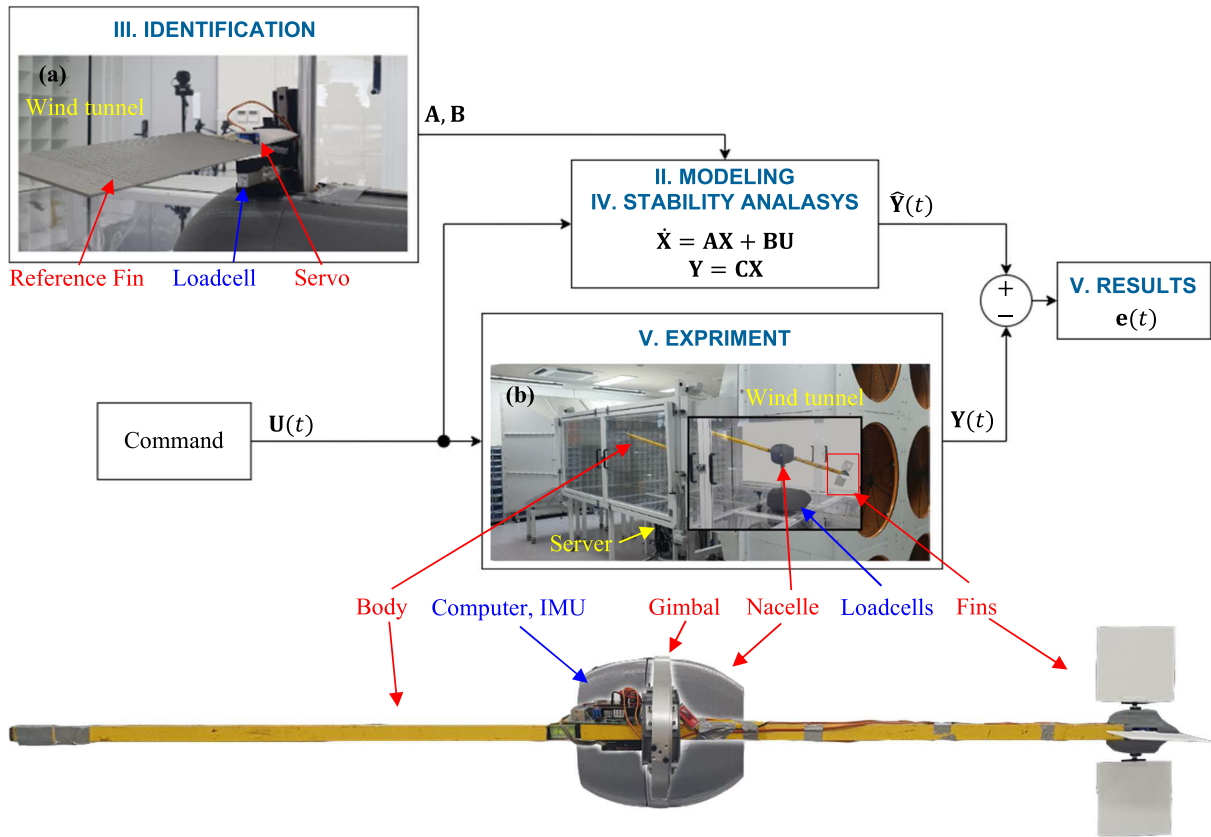 III. IDENTIFICATION
(a)
Wind tunnel
Reference Fin
Loadcell
Servo
A, B
II. MODELING
IV. STABILITY ANALASYS
Ẋ = AX + BU
Y = CX
Ŷ(t)
+
−
V. RESULTS
e(t)
V. EXPRIMENT
(b)
Wind tunnel
Server
Command
U(t)
Y(t)
Body
Computer, IMU
Gimbal
Nacelle
Loadcells
Fins